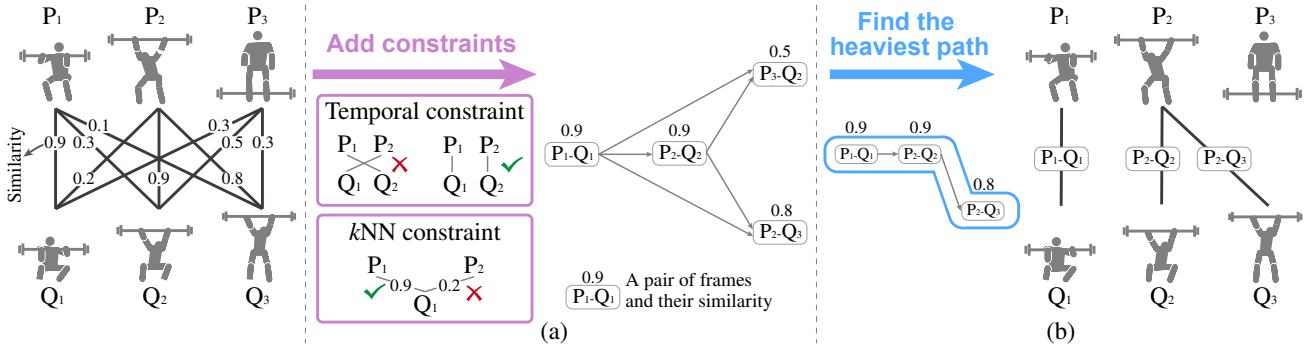 P1 P2 P3
Similarity
0.9
0.3
0.1
0.3
0.5
0.3
0.2
0.9
0.8
Q1 Q2 Q3
Add constraints
Temporal constraint
P1 P2 P1 P2
Q1 Q2 Q1 Q2
kNN constraint
P1 P2
0.9 0.2
Q1
0.5
P3-Q2
0.9
P1-Q1
0.9
P2-Q2
0.8
P2-Q3
0.9
P1-Q1
A pair of frames
and their similarity
(a)
Find the
heaviest path
0.9
P1-Q1
0.9
P2-Q2
0.8
P2-Q3
P1 P2 P3
P1-Q1 P2-Q2 P2-Q3
Q1 Q2 Q3
(b)